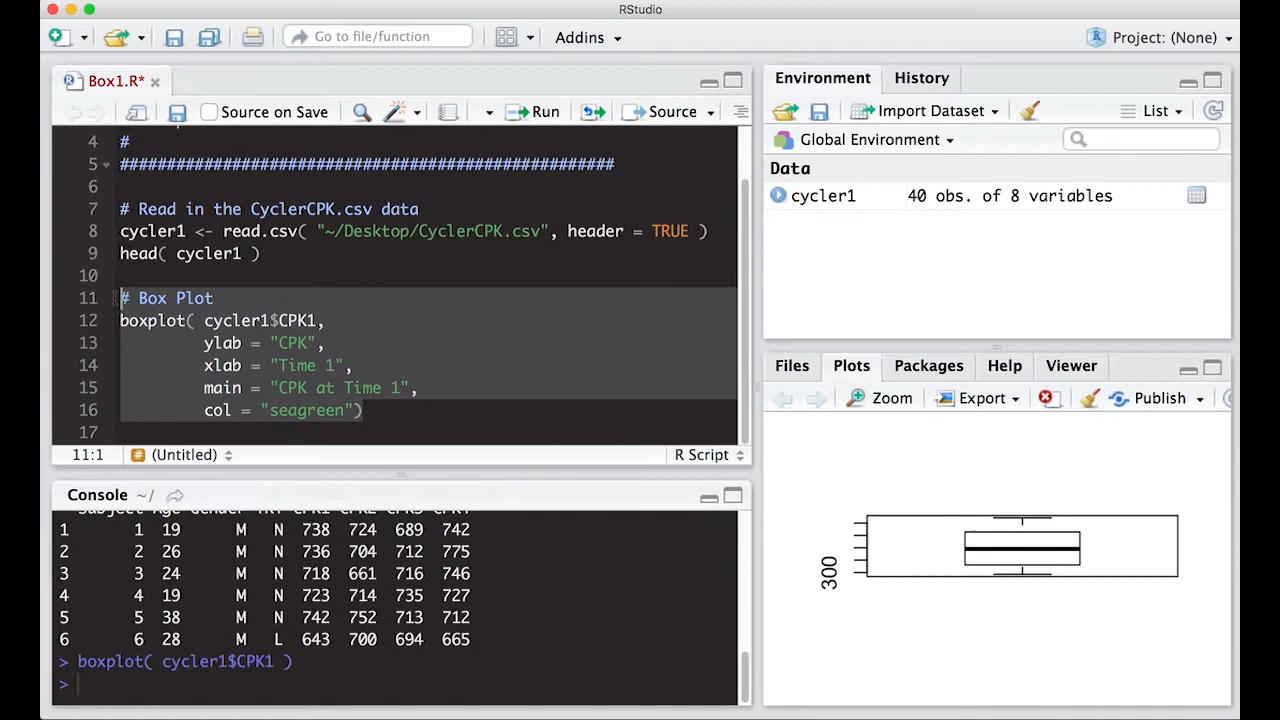 RStudio
Go to file/function
Addins
Project: (None)
Box1.R*
Source on Save
Run
Source
4 #
5 #####################################################
6
7 # Read in the CyclerCPK.csv data
8 cycler1 <- read.csv( "~/Desktop/CyclerCPK.csv", header = TRUE )
9 head( cycler1 )
10
11 # Box Plot
12 boxplot( cycler1$CPK1,
13 ylab = "CPK",
14 xlab = "Time 1",
15 main = "CPK at Time 1",
16 col = "seagreen")
17
11:1 (Untitled) R Script
Console ~/
1 1 19 M N 738 724 689 742
2 2 26 M N 736 704 712 775
3 3 24 M N 718 661 716 746
4 4 19 M N 723 714 735 727
5 5 38 M N 742 752 713 712
6 6 28 M L 643 700 694 665
> boxplot( cycler1$CPK1 )
>
Environment History
Import Dataset List
Global Environment
Data
cycler1 40 obs. of 8 variables
Files Plots Packages Help Viewer
Zoom Export Publish
300